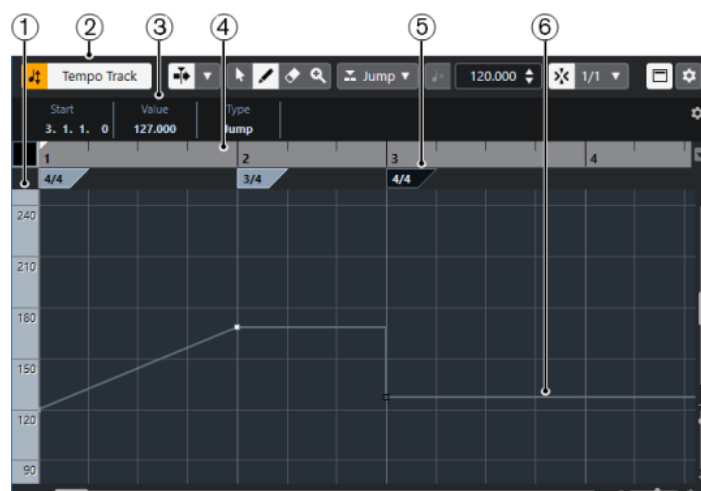 1 2 3 4 5 6
Tempo Track Jump 120.000 1/1
Start Value Type
3. 1. 1. 0 127.000 Jump
1 2 3 4
4/4 3/4 4/4
240
210
180
150
120
90